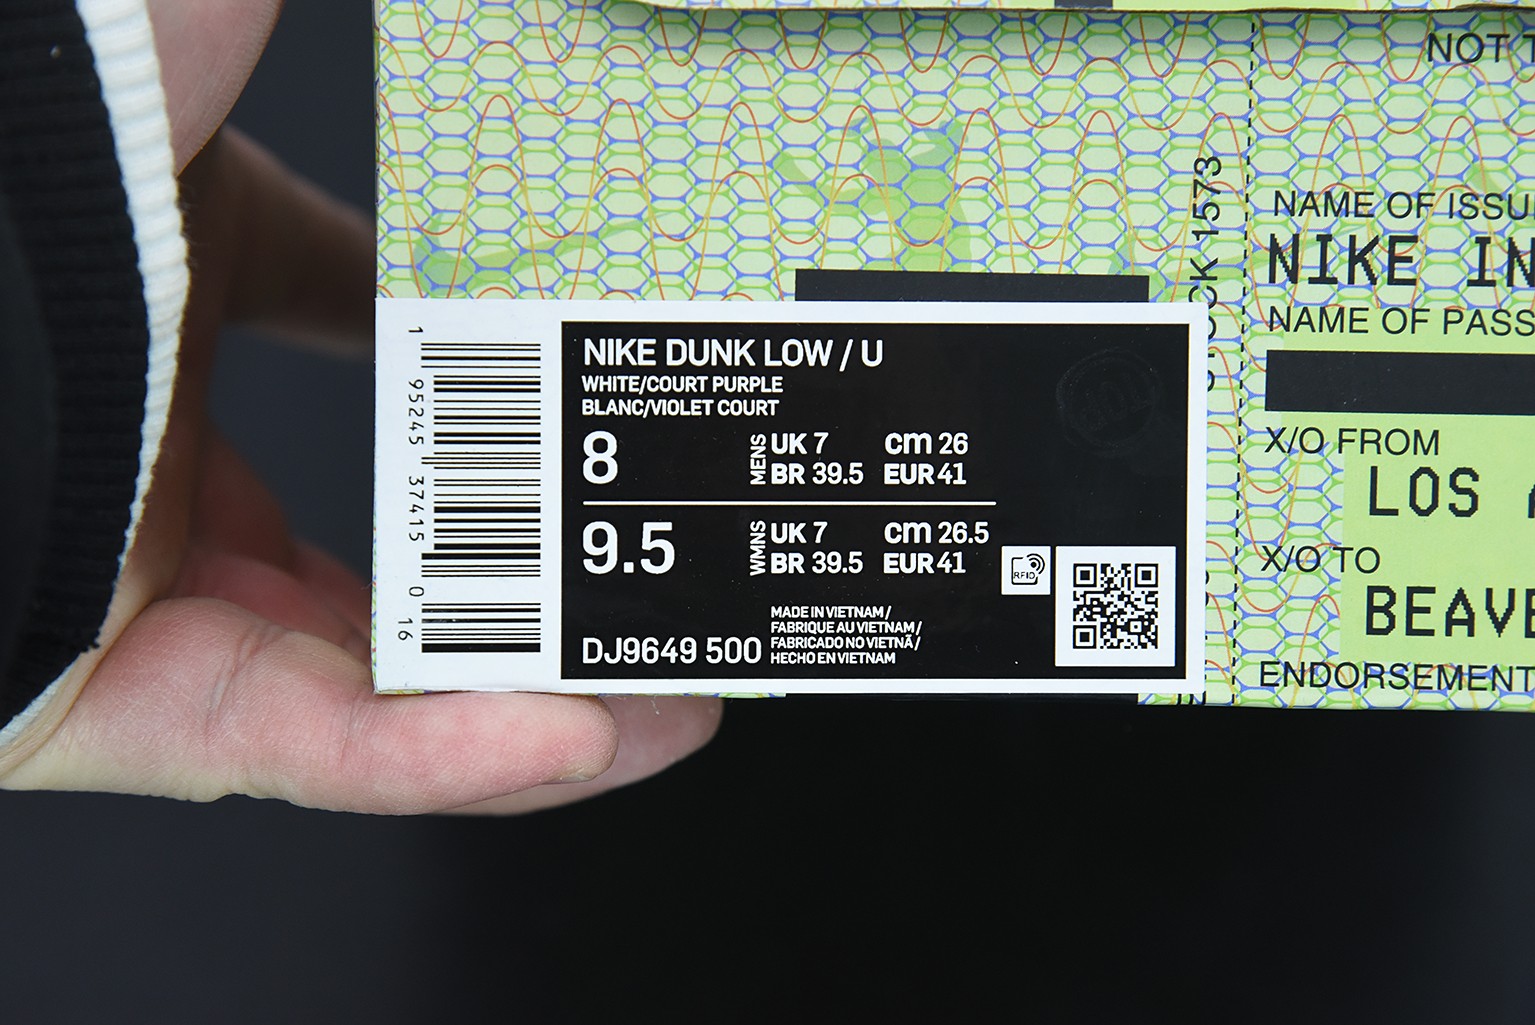 NOT
STOCK 1573
NAME OF ISSU
NIKE IN
NAME OF PASS
X/O FROM
LOS
X/O TO
BEAVE
ENDORSEMENT
1 95245 37415 0
16
NIKE DUNK LOW / U
WHITE/COURT PURPLE
BLANC/VIOLET COURT
8 MENS UK 7 cm 26
BR 39.5 EUR 41
9.5 WMNS UK 7 cm 26.5
BR 39.5 EUR 41
RFID
DJ9649 500
MADE IN VIETNAM /
FABRIQUE AU VIETNAM /
FABRICADO NO VIETNÃ /
HECHO EN VIETNAM